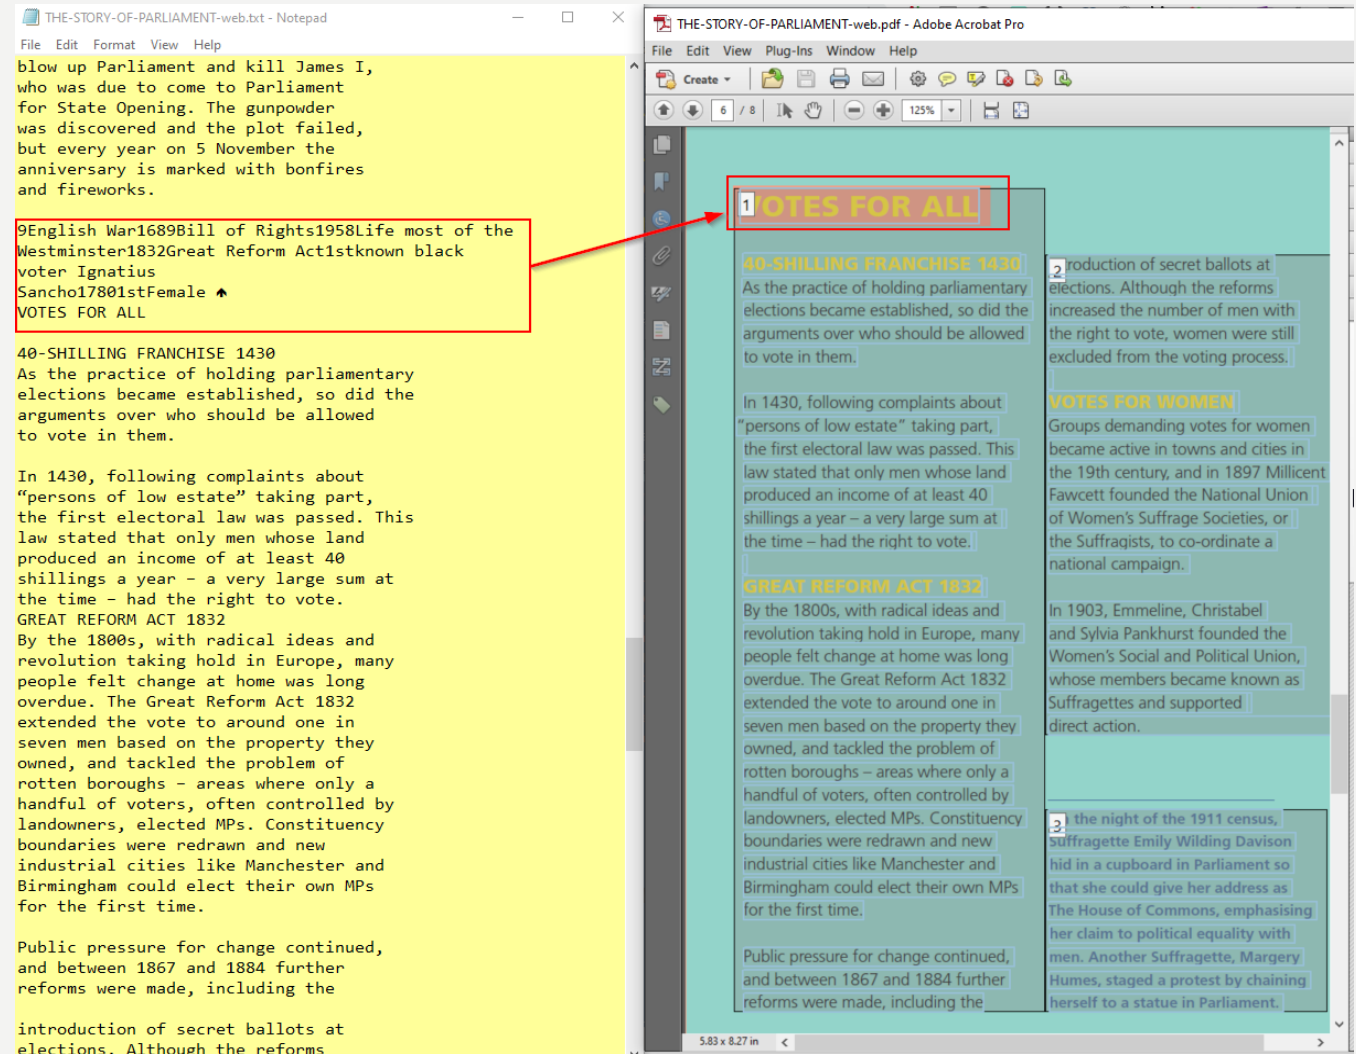 THE-STORY-OF-PARLIAMENT-web.txt - Notepad
File Edit Format View Help
blow up Parliament and kill James I,
who was due to come to Parliament
for State Opening. The gunpowder
was discovered and the plot failed,
but every year on 5 November the
anniversary is marked with bonfires
and fireworks.
9English War1689Bill of Rights1958Life most of the
Westminster1832Great Reform Act1stknown black
voter Ignatius
Sancho17801stFemale
VOTES FOR ALL
40-SHILLING FRANCHISE 1430
As the practice of holding parliamentary
elections became established, so did the
arguments over who should be allowed
to vote in them.
In 1430, following complaints about
“persons of low estate” taking part,
the first electoral law was passed. This
law stated that only men whose land
produced an income of at least 40
shillings a year – a very large sum at
the time – had the right to vote.
GREAT REFORM ACT 1832
By the 1800s, with radical ideas and
revolution taking hold in Europe, many
people felt change at home was long
overdue. The Great Reform Act 1832
extended the vote to around one in
seven men based on the property they
owned, and tackled the problem of
rotten boroughs – areas where only a
handful of voters, often controlled by
landowners, elected MPs. Constituency
boundaries were redrawn and new
industrial cities like Manchester and
Birmingham could elect their own MPs
for the first time.
Public pressure for change continued,
and between 1867 and 1884 further
reforms were made, including the
introduction of secret ballots at
elections. Although the reforms
THE-STORY-OF-PARLIAMENT-web.pdf - Adobe Acrobat Pro
File Edit View Plug-Ins Window Help
Create
6 / 8 125%
1
VOTES FOR ALL
40-SHILLING FRANCHISE 1430
As the practice of holding parliamentary
elections became established, so did the
arguments over who should be allowed
to vote in them.
In 1430, following complaints about
“persons of low estate” taking part,
the first electoral law was passed. This
law stated that only men whose land
produced an income of at least 40
shillings a year – a very large sum at
the time – had the right to vote.
GREAT REFORM ACT 1832
By the 1800s, with radical ideas and
revolution taking hold in Europe, many
people felt change at home was long
overdue. The Great Reform Act 1832
extended the vote to around one in
seven men based on the property they
owned, and tackled the problem of
rotten boroughs – areas where only a
handful of voters, often controlled by
landowners, elected MPs. Constituency
boundaries were redrawn and new
industrial cities like Manchester and
Birmingham could elect their own MPs
for the first time.
Public pressure for change continued,
and between 1867 and 1884 further
reforms were made, including the
2
troduction of secret ballots at
elections. Although the reforms
increased the number of men with
the right to vote, women were still
excluded from the voting process.
VOTES FOR WOMEN
Groups demanding votes for women
became active in towns and cities in
the 19th century, and in 1897 Millicent
Fawcett founded the National Union
of Women’s Suffrage Societies, or
the Suffragists, to co-ordinate a
national campaign.
In 1903, Emmeline, Christabel
and Sylvia Pankhurst founded the
Women’s Social and Political Union,
whose members became known as
Suffragettes and supported
direct action.
3
the night of the 1911 census,
Suffragette Emily Wilding Davison
hid in a cupboard in Parliament so
that she could give her address as
The House of Commons, emphasising
her claim to political equality with
men. Another Suffragette, Margery
Humes, staged a protest by chaining
herself to a statue in Parliament.
5.83 x 8.27 in